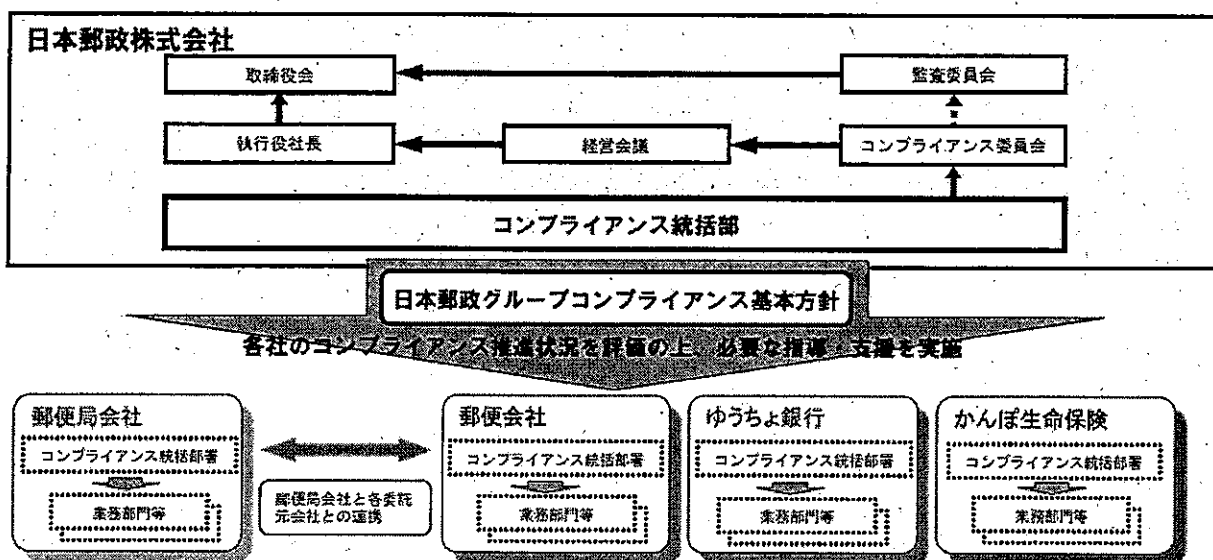 日本郵政株式会社
取締役会
監査委員会
執行役社長
経営会議
コンプライアンス委員会
コンプライアンス統括部
日本郵政グループコンプライアンス基本方針
各社のコンプライアンス推進状況を評価の上、必要な指導・支援を実施
郵便局会社
コンプライアンス統括部署
業務部門等
郵便局会社と各委託
元会社との連携
郵便会社
コンプライアンス統括部署
業務部門等
ゆうちょ銀行
コンプライアンス統括部署
業務部門等
かんぽ生命保険
コンプライアンス統括部署
業務部門等